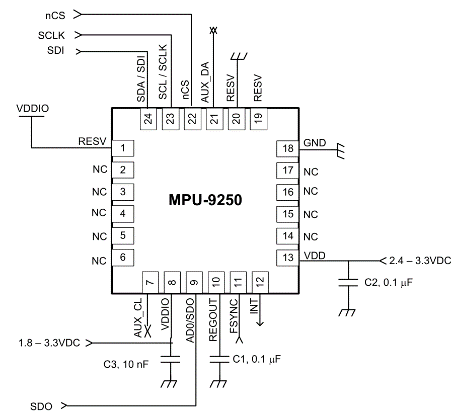 nCS
SCLK
SDI
SDA / SDI
SCL / SCLK
nCS
AUX_DA
RESV
RESV
VDDIO
24
23
22
21
20
19
RESV
1
18
GND
NC
2
17
NC
NC
3
16
NC
MPU-9250
NC
4
15
NC
NC
5
14
NC
NC
6
13
VDD
2.4 – 3.3VDC
7
8
9
10
11
12
C2, 0.1 µF
AUX_CL
VDDIO
AD0/SDO
REGOUT
FSYNC
INT
1.8 – 3.3VDC
C3, 10 nF
C1, 0.1 µF
SDO